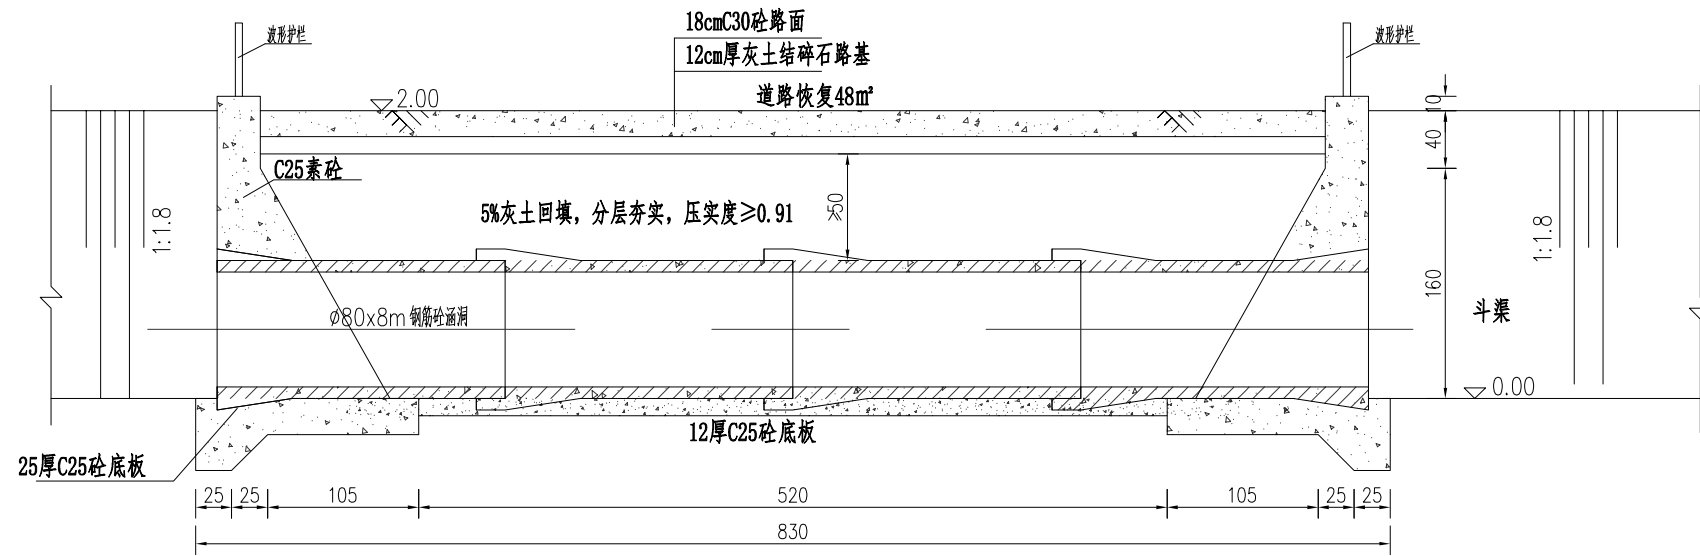 18cmC30砼路面
波形护栏
波形护栏
12cm厚灰土结碎石路基
道路恢复48m²
2.00
10
40
C25素砼
1:1.8
5%灰土回填，分层夯实，压实度≥0.91
≥50
1:1.8
160
斗渠
ø80x8m 钢筋砼涵洞
0.00
12厚C25砼底板
25厚C25砼底板
25 25 105 520 105 25 25
830